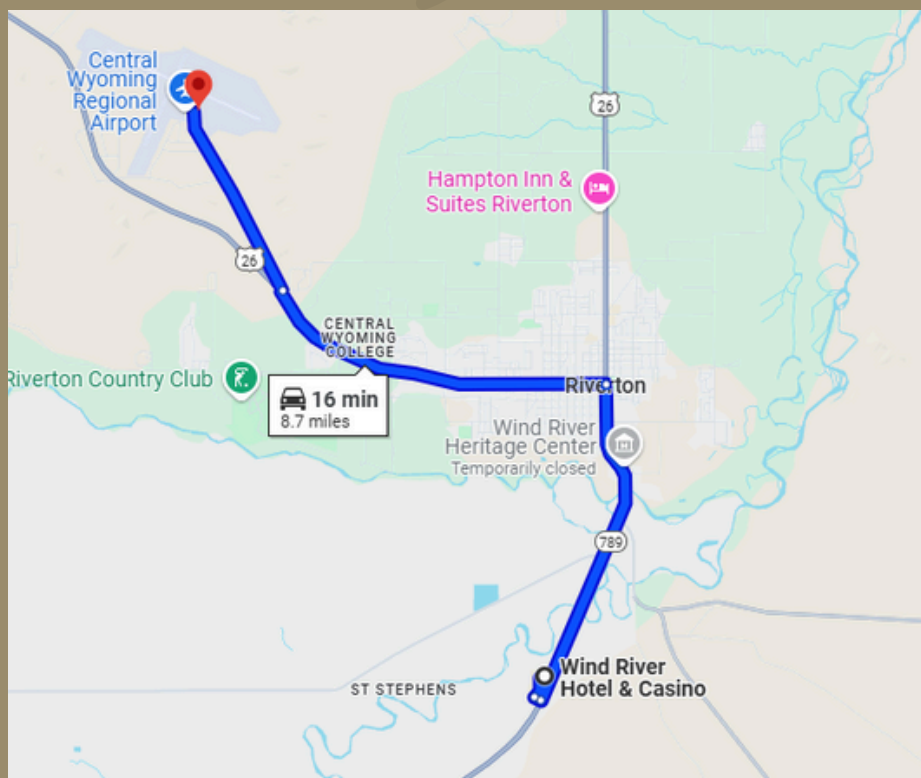 Central
Wyoming
Regional
Airport
26
Hampton Inn &
Suites Riverton
26
CENTRAL
WYOMING
COLLEGE
Riverton Country Club
16 min
8.7 miles
Riverton
Wind River
Heritage Center
Temporarily closed
789
Wind River
Hotel & Casino
ST STEPHENS